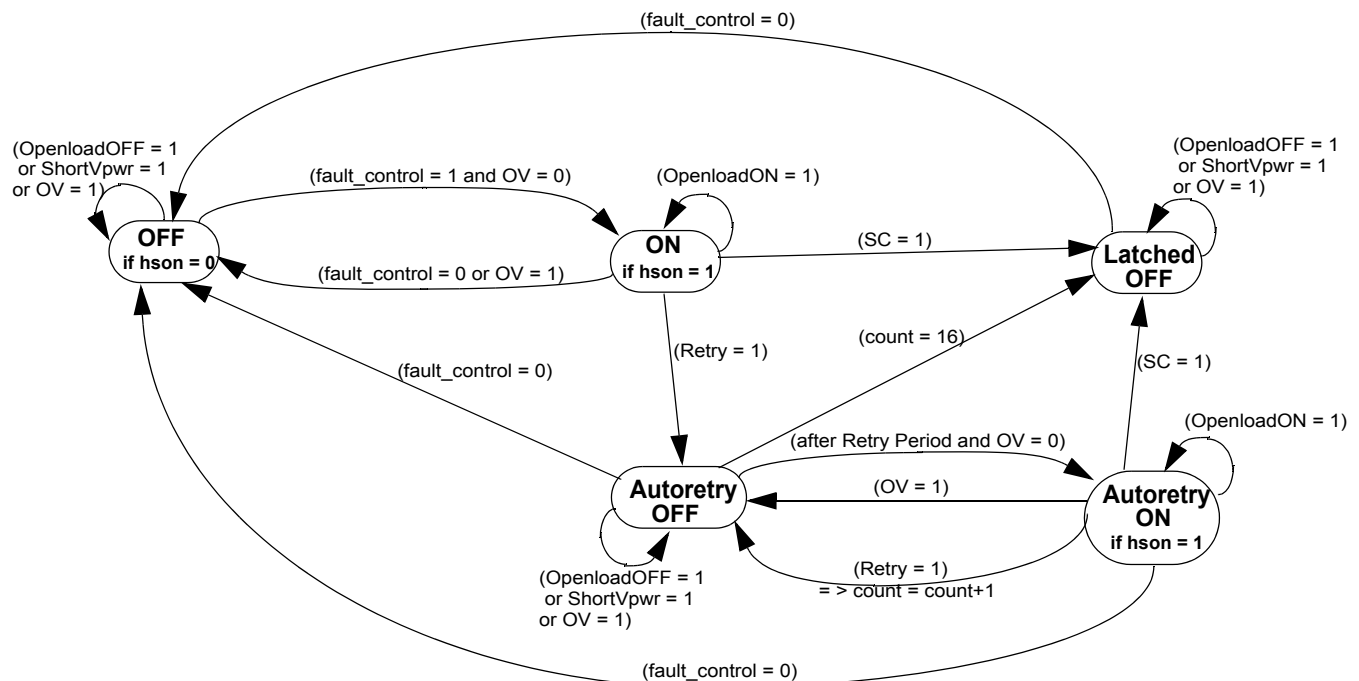 (fault_control = 0)
(OpenloadOFF = 1
or ShortVpwr = 1
or OV = 1)
(fault_control = 1 and OV = 0)
(OpenloadON = 1)
(OpenloadOFF = 1
or ShortVpwr = 1
or OV = 1)
OFF
if hson = 0
ON
if hson = 1
(SC = 1)
Latched
OFF
(fault_control = 0 or OV = 1)
(count = 16)
(Retry = 1)
(SC = 1)
(fault_control = 0)
(OpenloadON = 1)
(after Retry Period and OV = 0)
Autoretry
OFF
(OV = 1)
Autoretry
ON
if hson = 1
(Retry = 1)
= > count = count+1
(OpenloadOFF = 1
or ShortVpwr = 1
or OV = 1)
(fault_control = 0)